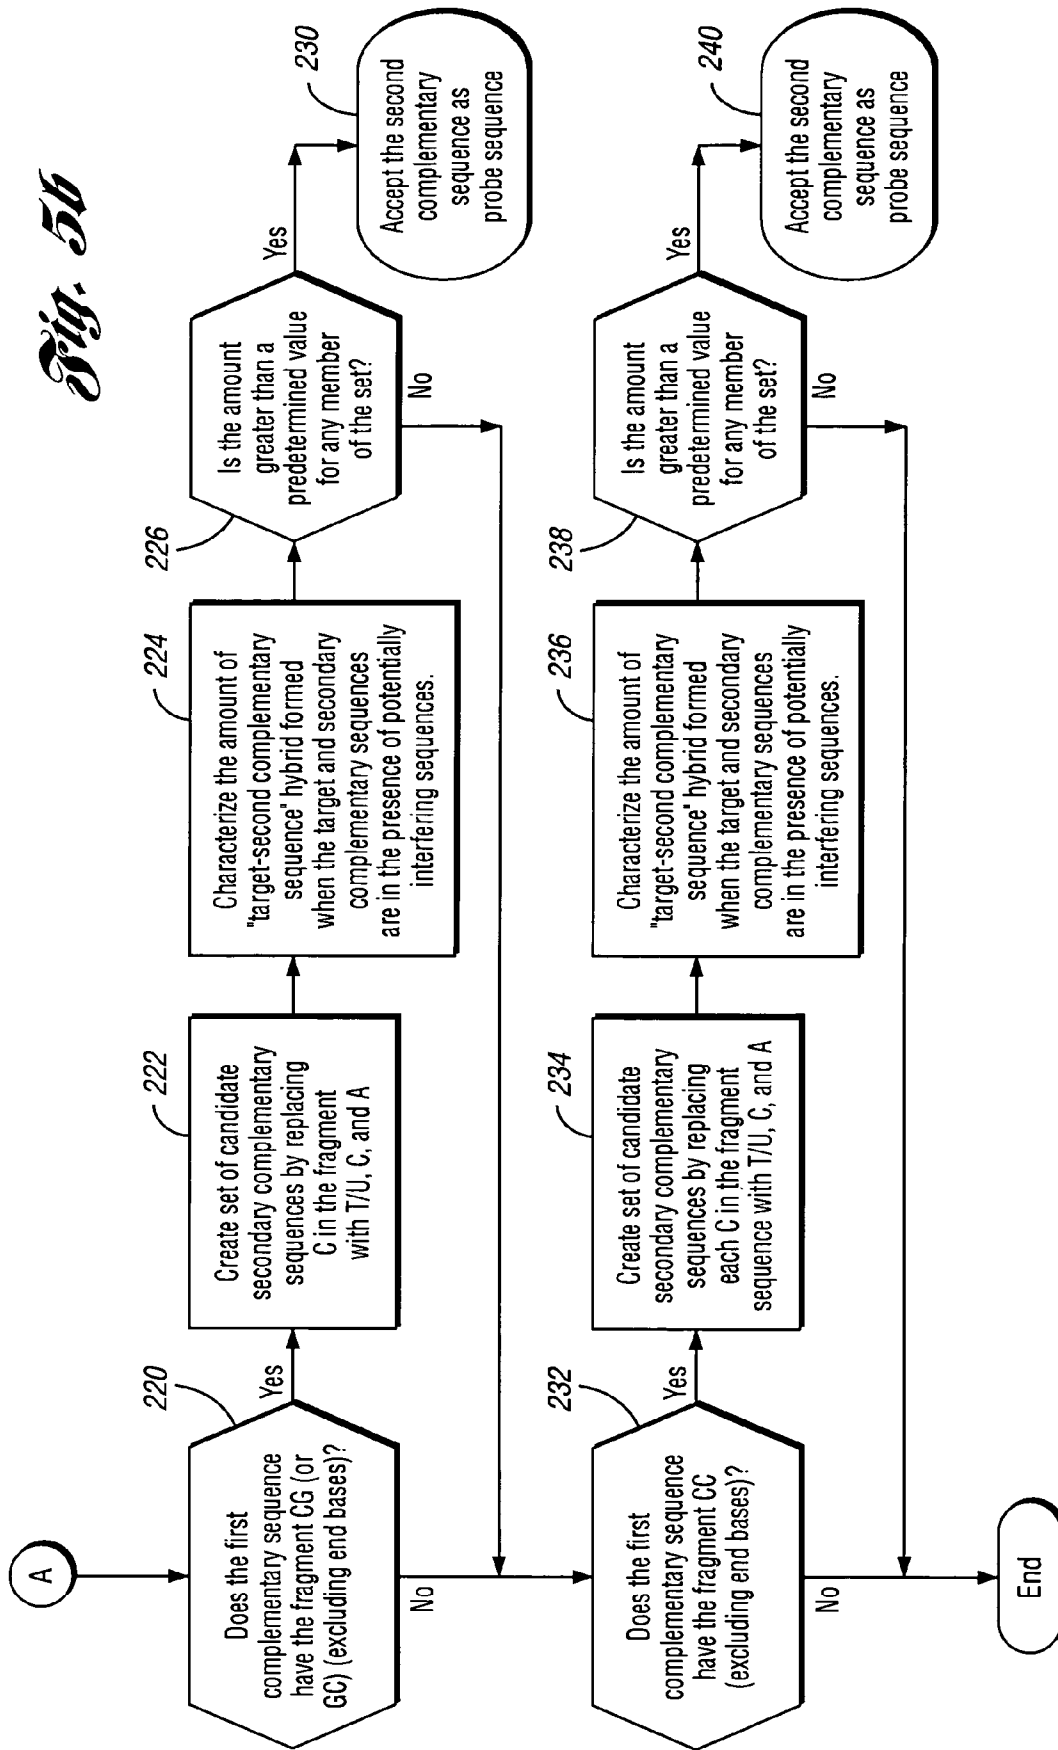 Fig. 5b
A
220
Does the first
complementary sequence
have the fragment CG (or
GC) (excluding end bases)?
Yes
No
222
Create set of candidate
secondary complementary
sequences by replacing
C in the fragment
with T/U, C, and A
224
Characterize the amount of
"target-second complementary
sequence" hybrid formed
when the target and secondary
complementary sequences
are in the presence of potentially
interfering sequences.
226
Is the amount
greater than a
predetermined value
for any member
of the set?
Yes
No
230
Accept the second
complementary
sequence as
probe sequence
232
Does the first
complementary sequence
have the fragment CC
(excluding end bases)?
Yes
No
234
Create set of candidate
secondary complementary
sequences by replacing
each C in the fragment
sequence with T/U, C, and A
236
Characterize the amount of
"target-second complementary
sequence" hybrid formed
when the target and secondary
complementary sequences
are in the presence of potentially
interfering sequences.
238
Is the amount
greater than a
predetermined value
for any member
of the set?
Yes
No
240
Accept the second
complementary
sequence as
probe sequence
End